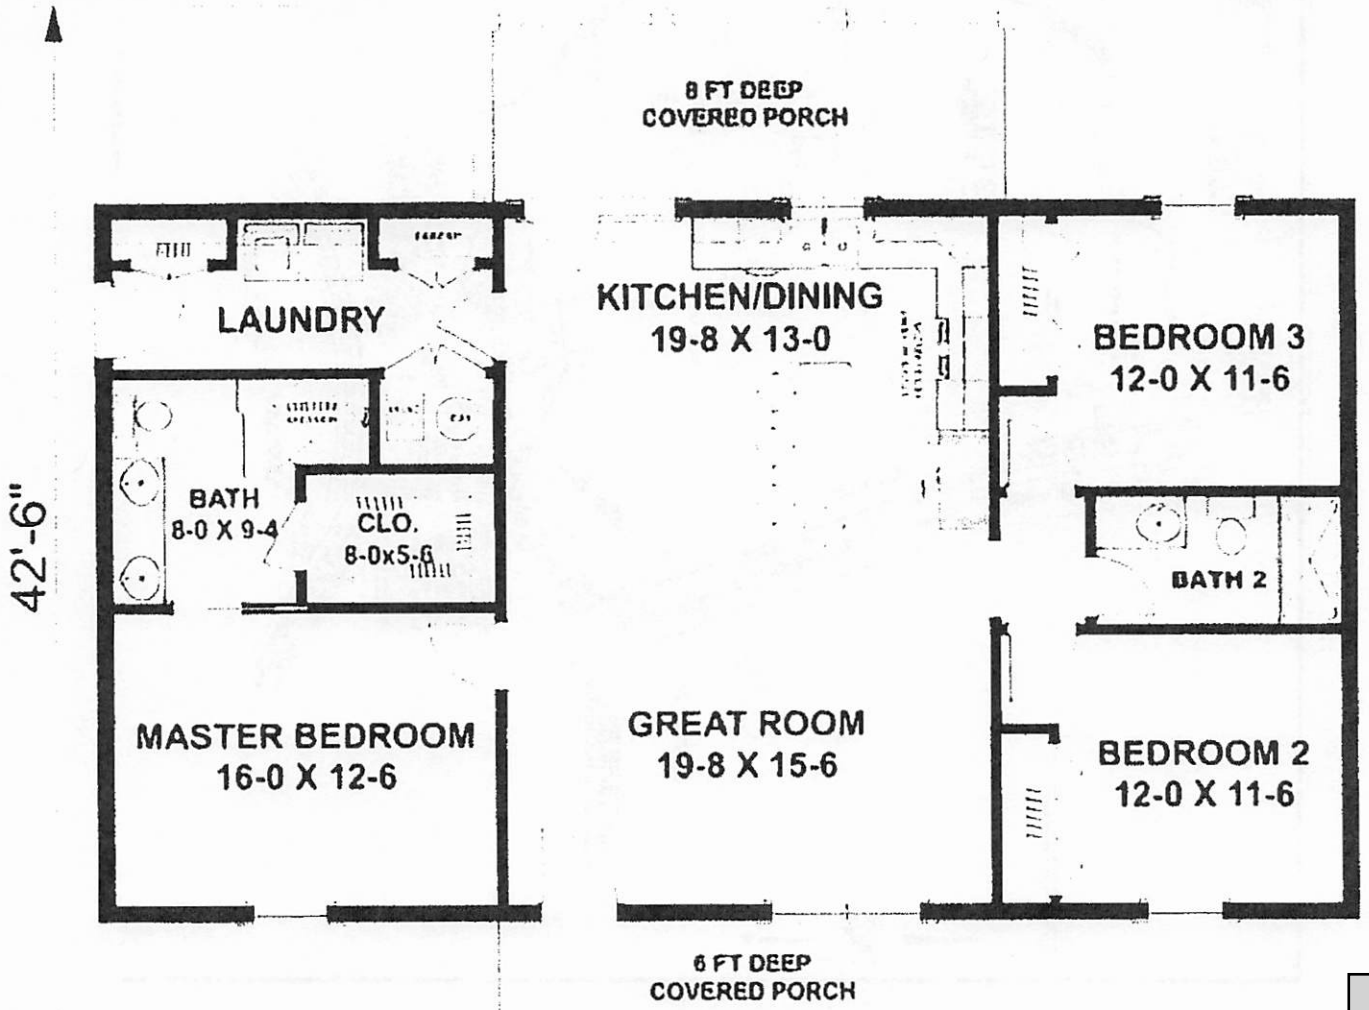 8 FT DEEP
COVERED PORCH
LAUNDRY
KITCHEN/DINING
19-8 X 13-0
BEDROOM 3
12-0 X 11-6
BATH
8-0 X 9-4
CLO.
8-0x5-6
42'-6"
BATH 2
MASTER BEDROOM
16-0 X 12-6
GREAT ROOM
19-8 X 15-6
BEDROOM 2
12-0 X 11-6
6 FT DEEP
COVERED PORCH